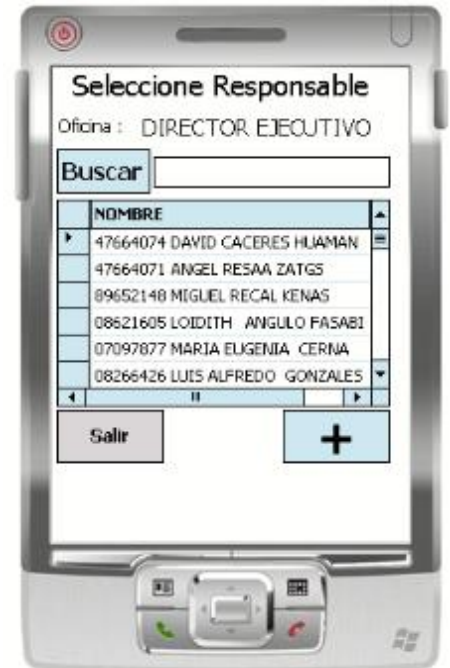 Seleccione Responsable
Oficina : DIRECTOR EJECUTIVO
Buscar
NOMBRE
47664074 DAVID CACERES HUAMAN
47664071 ANGEL RESAA ZATGS
89652148 MIGUEL RECAL KENAS
08621605 LOIDITH ANGULO FASABI
07097877 MARIA EUGENIA CERNA
08266426 LUIS ALFREDO GONZALES
Salir
+